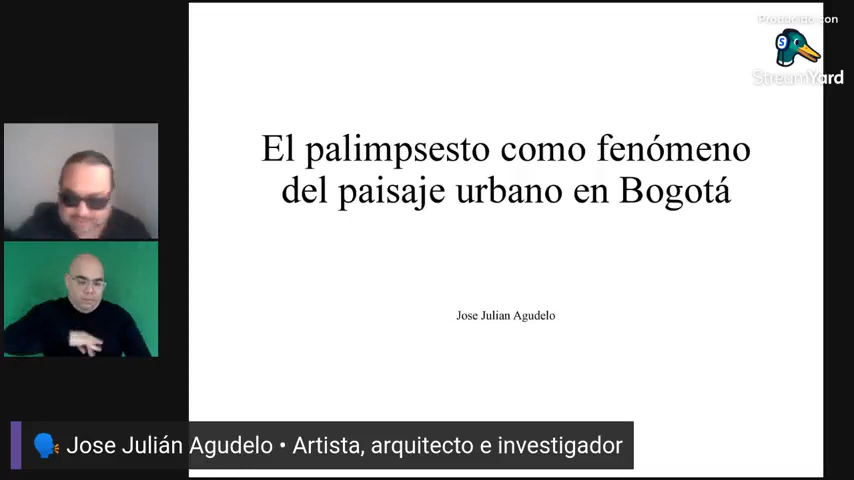 Producido con
StreamYard
El palimpsesto como fenómeno
del paisaje urbano en Bogotá
Jose Julian Agudelo
Jose Julián Agudelo • Artista, arquitecto e investigador